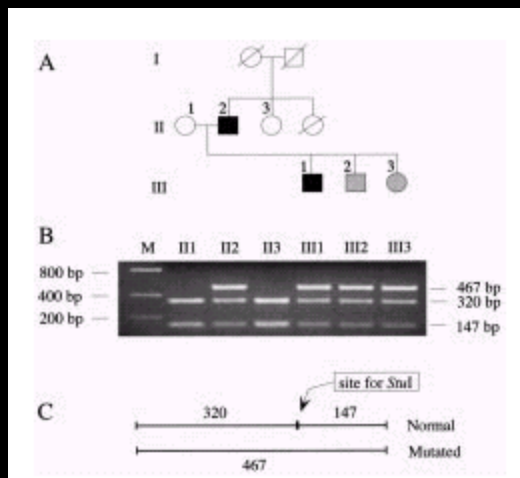 A
I
1 2 3
II
1 2 3
III
B
M II1 II2 II3 III1 III2 III3
800 bp
400 bp
200 bp
467 bp
320 bp
147 bp
site for StuI
C
320 147
Normal
Mutated
467